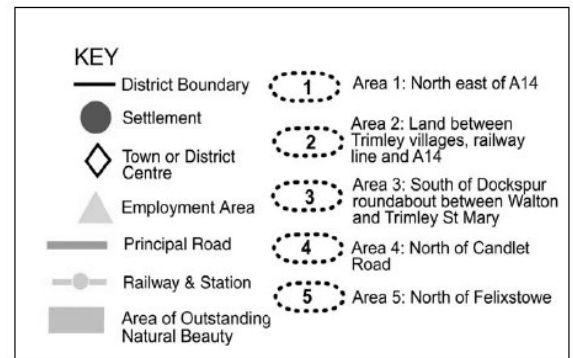 KEY
District Boundary
Settlement
Town or District
Centre
Employment Area
Principal Road
Railway & Station
Area of Outstanding
Natural Beauty
1
Area 1: North east of A14
2
Area 2: Land between
Trimley villages, railway
line and A14
3
Area 3: South of Dockspur
roundabout between Walton
and Trimley St Mary
4
Area 4: North of Candlet
Road
5
Area 5: North of Felixstowe